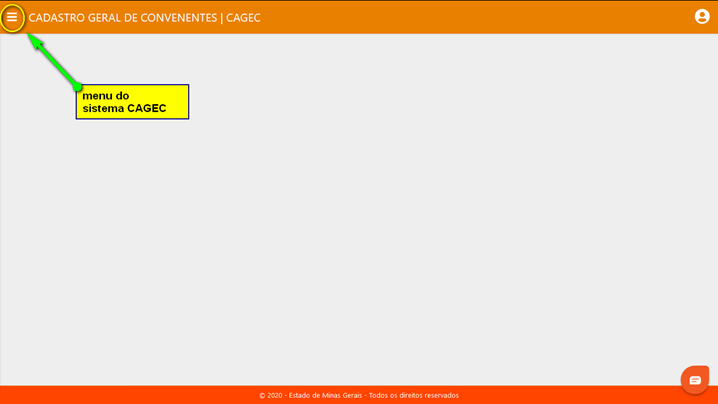 CADASTRO GERAL DE CONVENENTES | CAGEC
menu do
sistema CAGEC
© 2020 - Estado de Minas Gerais - Todos os direitos reservados